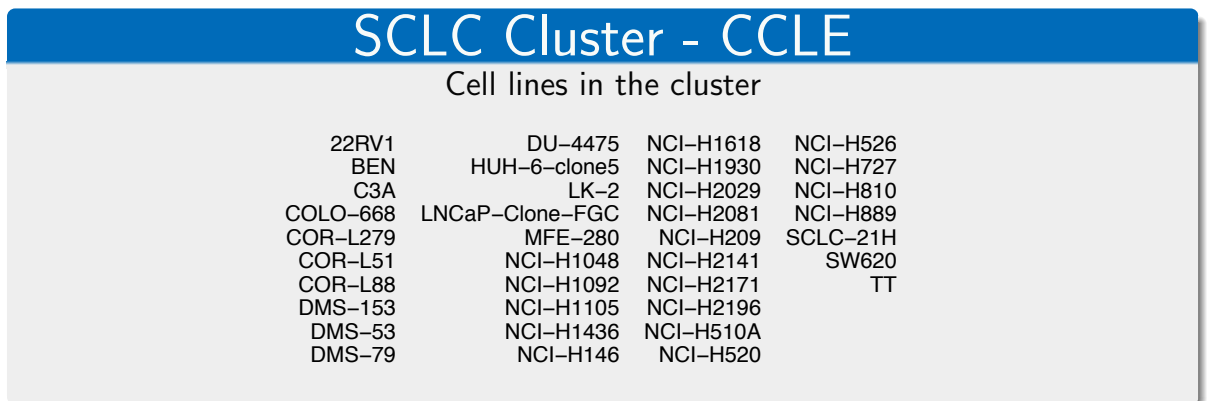 SCLC Cluster - CCLE
Cell lines in the cluster
22RV1 DU−4475 NCI−H1618 NCI−H526
BEN HUH−6−clone5 NCI−H1930 NCI−H727
C3A LK−2 NCI−H2029 NCI−H810
COLO−668 LNCaP−Clone−FGC NCI−H2081 NCI−H889
COR−L279 MFE−280 NCI−H209 SCLC−21H
COR−L51 NCI−H1048 NCI−H2141 SW620
COR−L88 NCI−H1092 NCI−H2171 TT
DMS−153 NCI−H1105 NCI−H2196
DMS−53 NCI−H1436 NCI−H510A
DMS−79 NCI−H146 NCI−H520